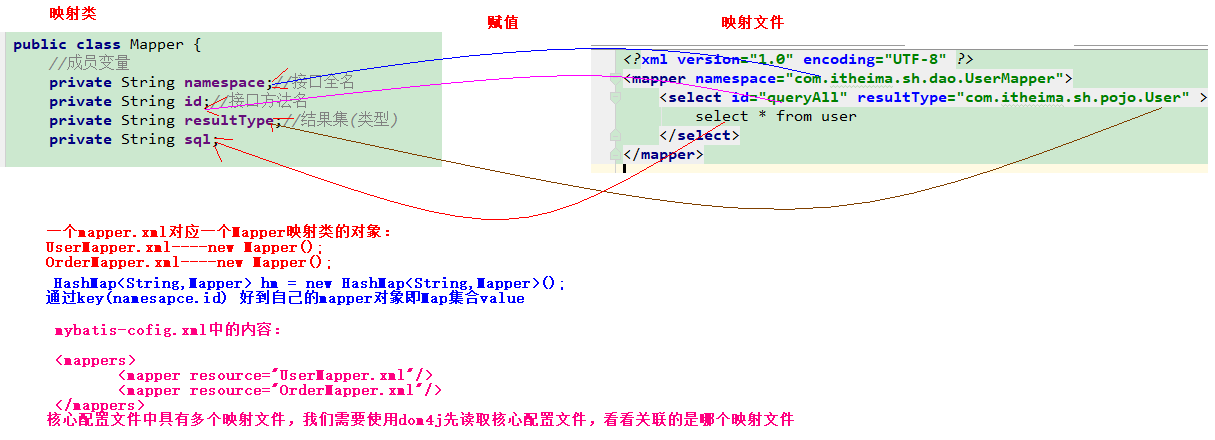 映射类
赋值
映射文件
public class Mapper {
//成员变量
private String namespace;//接口全名
private String id;//接口方法名
private String resultType;//结果集(类型)
private String sql;
<?xml version="1.0" encoding="UTF-8" ?>
<mapper namespace="com.itheima.sh.dao.UserMapper">
<select id="queryAll" resultType="com.itheima.sh.pojo.User" >
select * from user
</select>
</mapper>
一个mapper.xml对应一个Mapper映射类的对象:
UserMapper.xml----new Mapper();
OrderMapper.xml----new Mapper();
HashMap<String,Mapper> hm = new HashMap<String,Mapper>();
通过key(namesapce.id) 好到自己的mapper对象即Map集合value
mybatis-cofig.xml中的内容:
<mappers>
<mapper resource="UserMapper.xml"/>
<mapper resource="OrderMapper.xml"/>
</mappers>
核心配置文件中具有多个映射文件，我们需要使用dom4j先读取核心配置文件，看看关联的是哪个映射文件